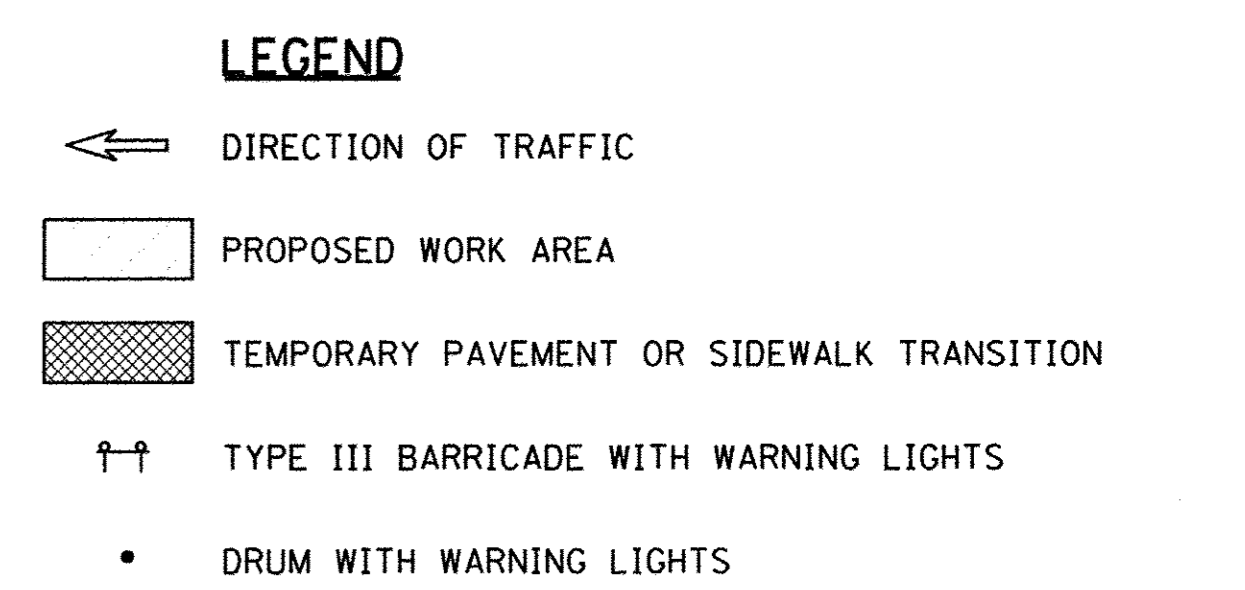 LEGEND
DIRECTION OF TRAFFIC
PROPOSED WORK AREA
TEMPORARY PAVEMENT OR SIDEWALK TRANSITION
TYPE III BARRICADE WITH WARNING LIGHTS
DRUM WITH WARNING LIGHTS